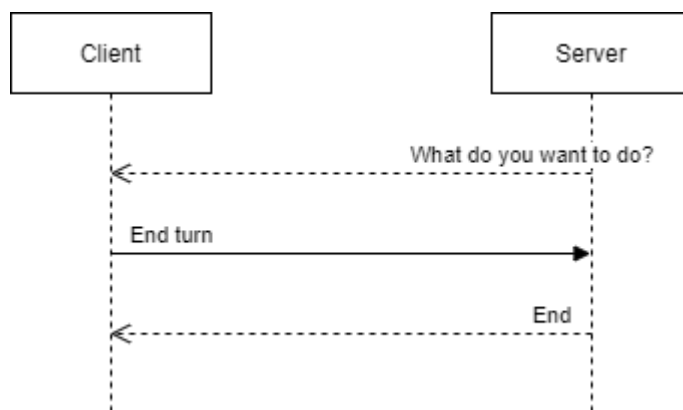 Client
Server
What do you want to do?
End turn
End